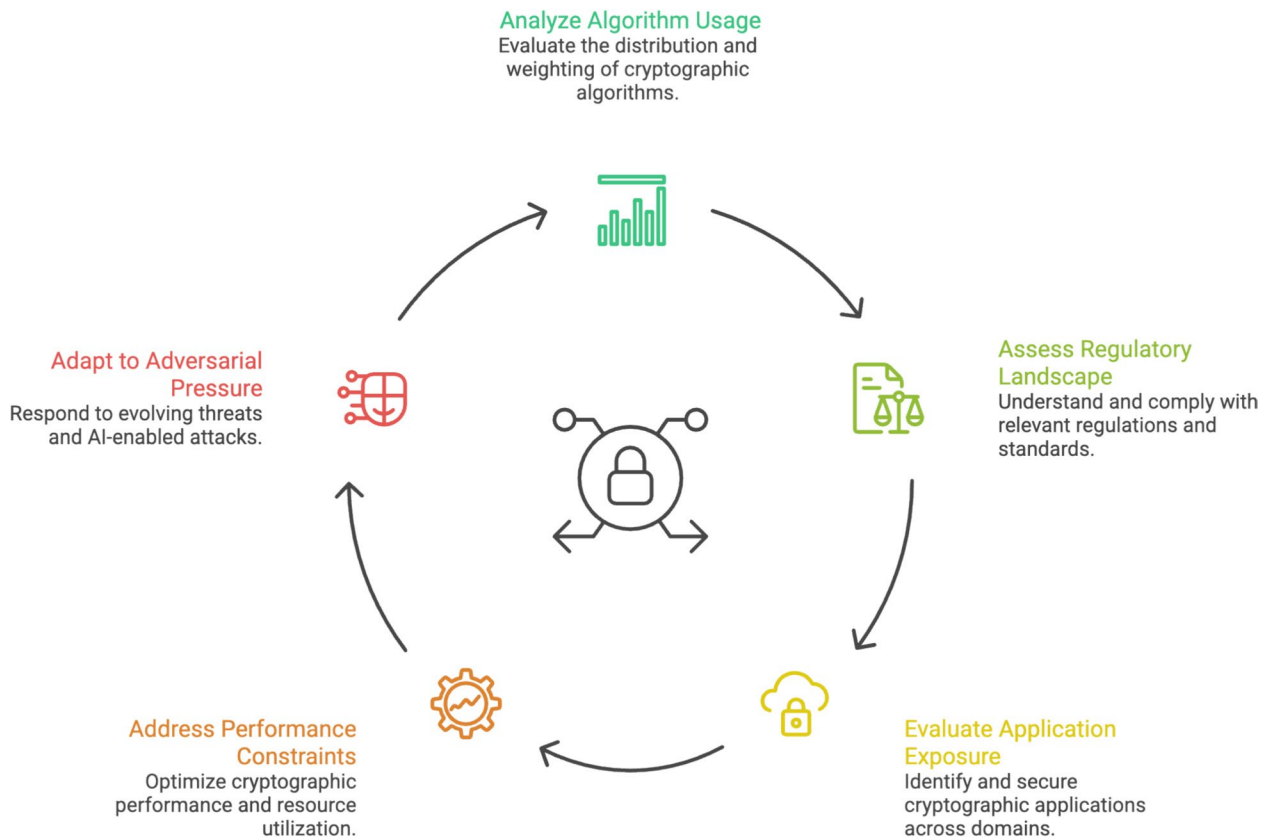 Analyze Algorithm Usage
Evaluate the distribution and
weighting of cryptographic
algorithms.
Assess Regulatory
Landscape
Understand and comply with
relevant regulations and
standards.
Evaluate Application
Exposure
Identify and secure
cryptographic applications
across domains.
Address Performance
Constraints
Optimize cryptographic
performance and resource
utilization.
Adapt to Adversarial
Pressure
Respond to evolving threats
and AI-enabled attacks.